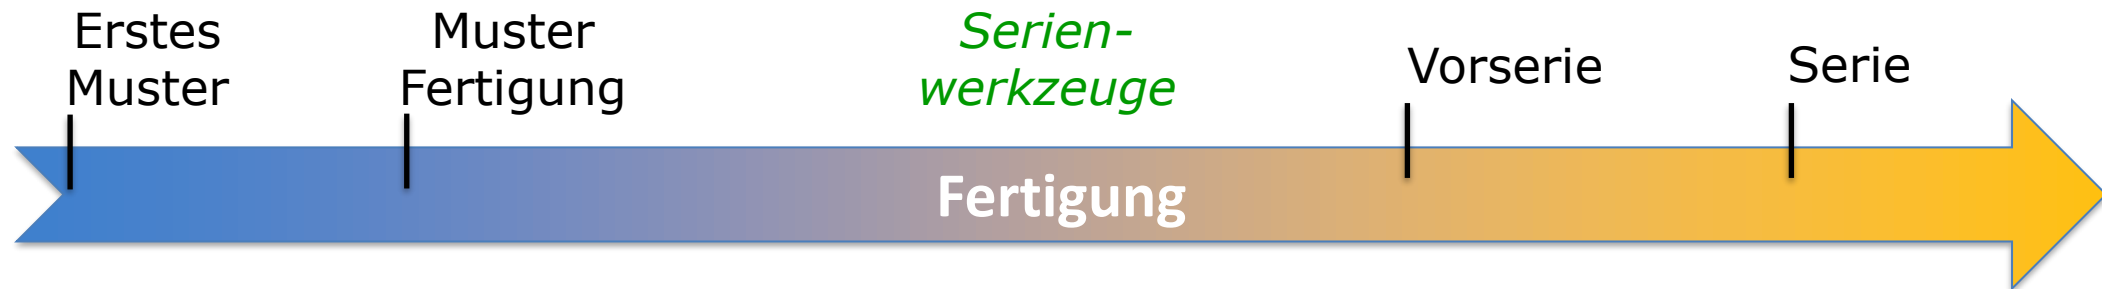 Erstes
Muster
Muster
Fertigung
Serien-
werkzeuge
Vorserie
Serie
Fertigung